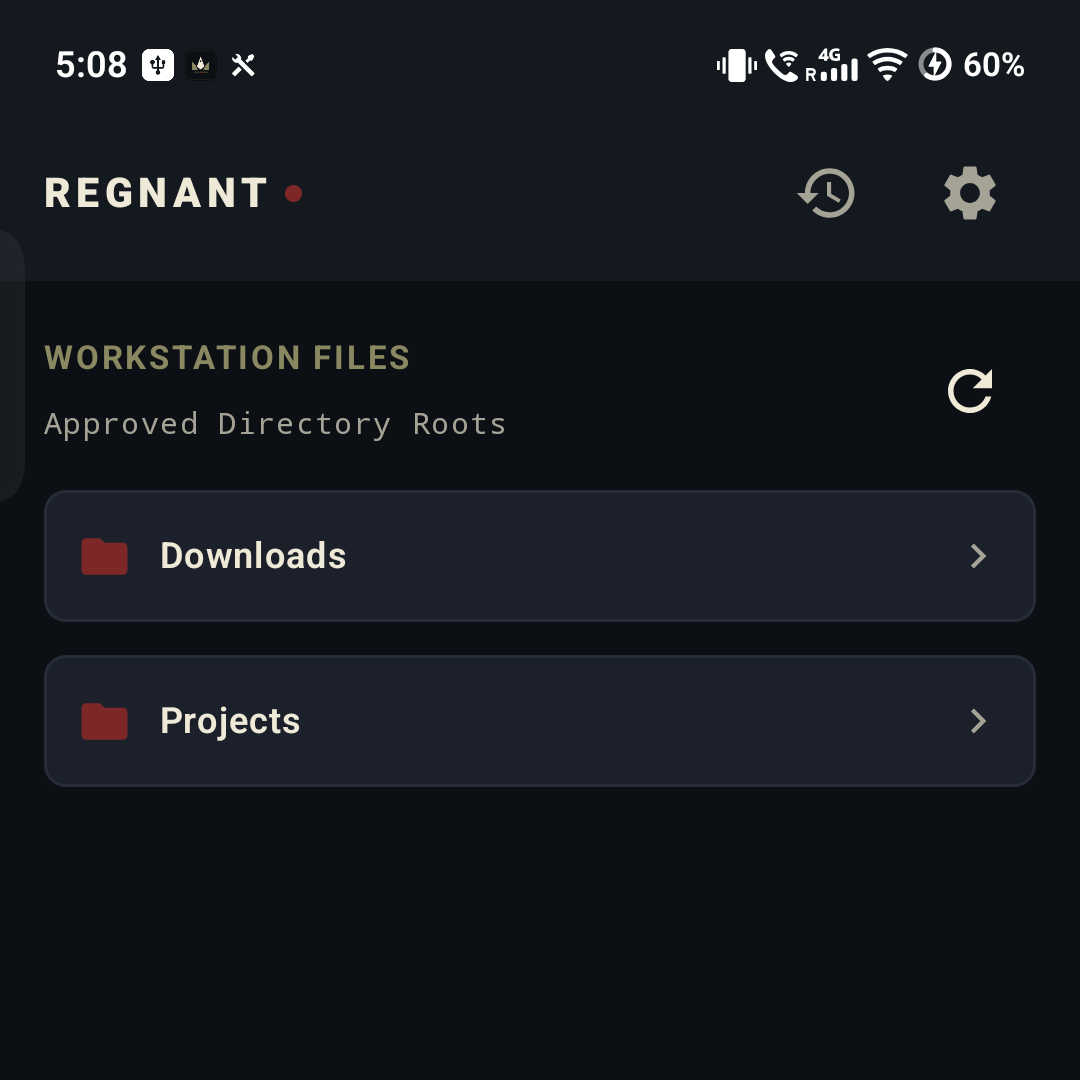 5:08
4G
R
60%
REGNANT
WORKSTATION FILES
Approved Directory Roots
Downloads
Projects